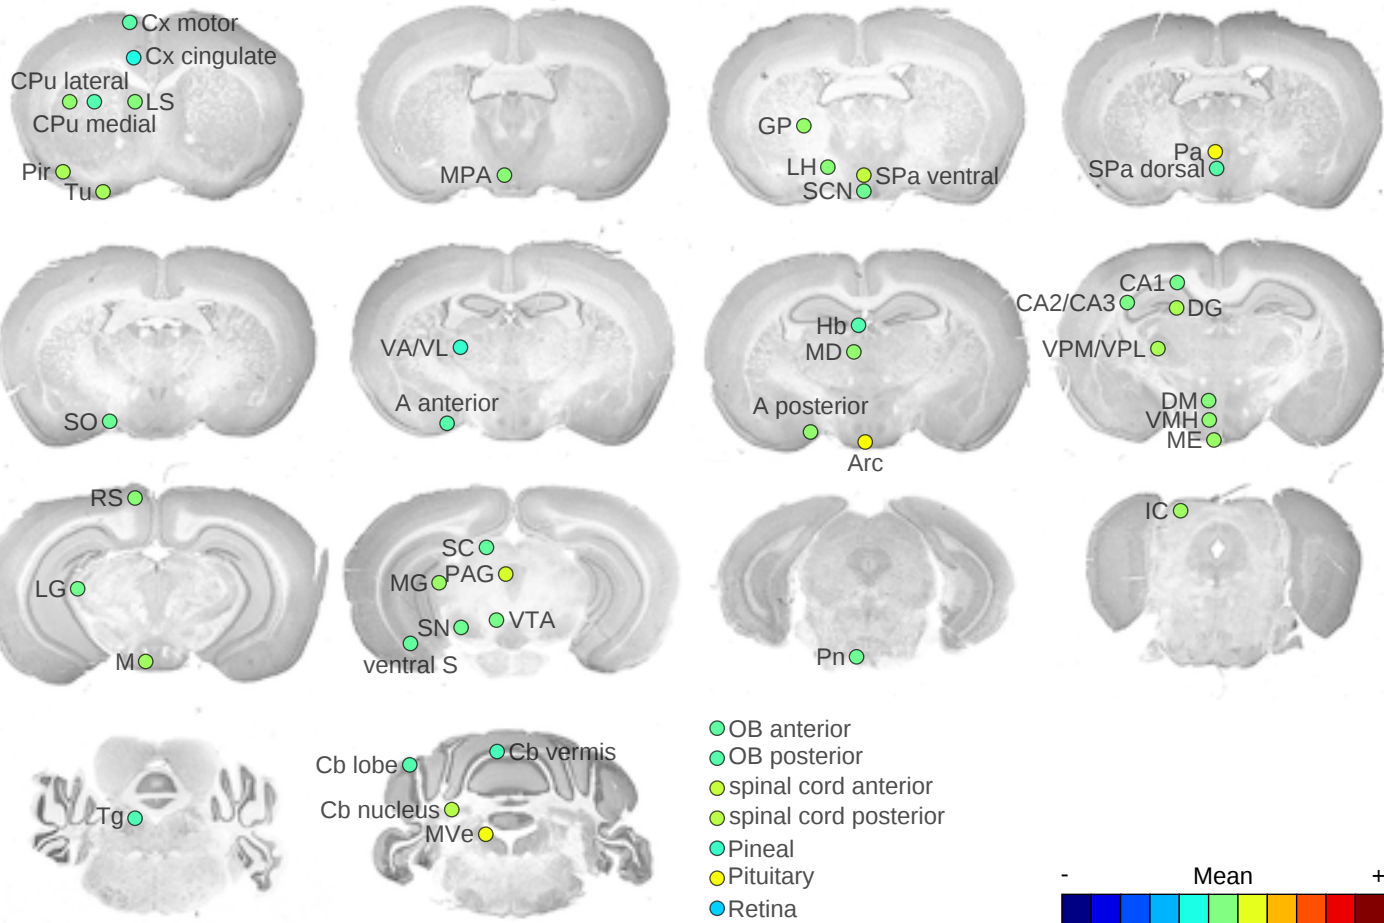 Cx motor
Cx cingulate
CPu lateral
LS
CPu medial
Pir
Tu
MPA
GP
LH
SPa ventral
SCN
Pa
SPa dorsal
SO
VA/VL
A anterior
Hb
MD
A posterior
Arc
CA1
CA2/CA3
DG
VPM/VPL
DM
VMH
ME
RS
LG
M
SC
MG
PAG
SN
VTA
ventral S
Pn
IC
Tg
Cb lobe
Cb vermis
Cb nucleus
MVe
OB anterior
OB posterior
spinal cord anterior
spinal cord posterior
Pineal
Pituitary
Retina
- Mean +